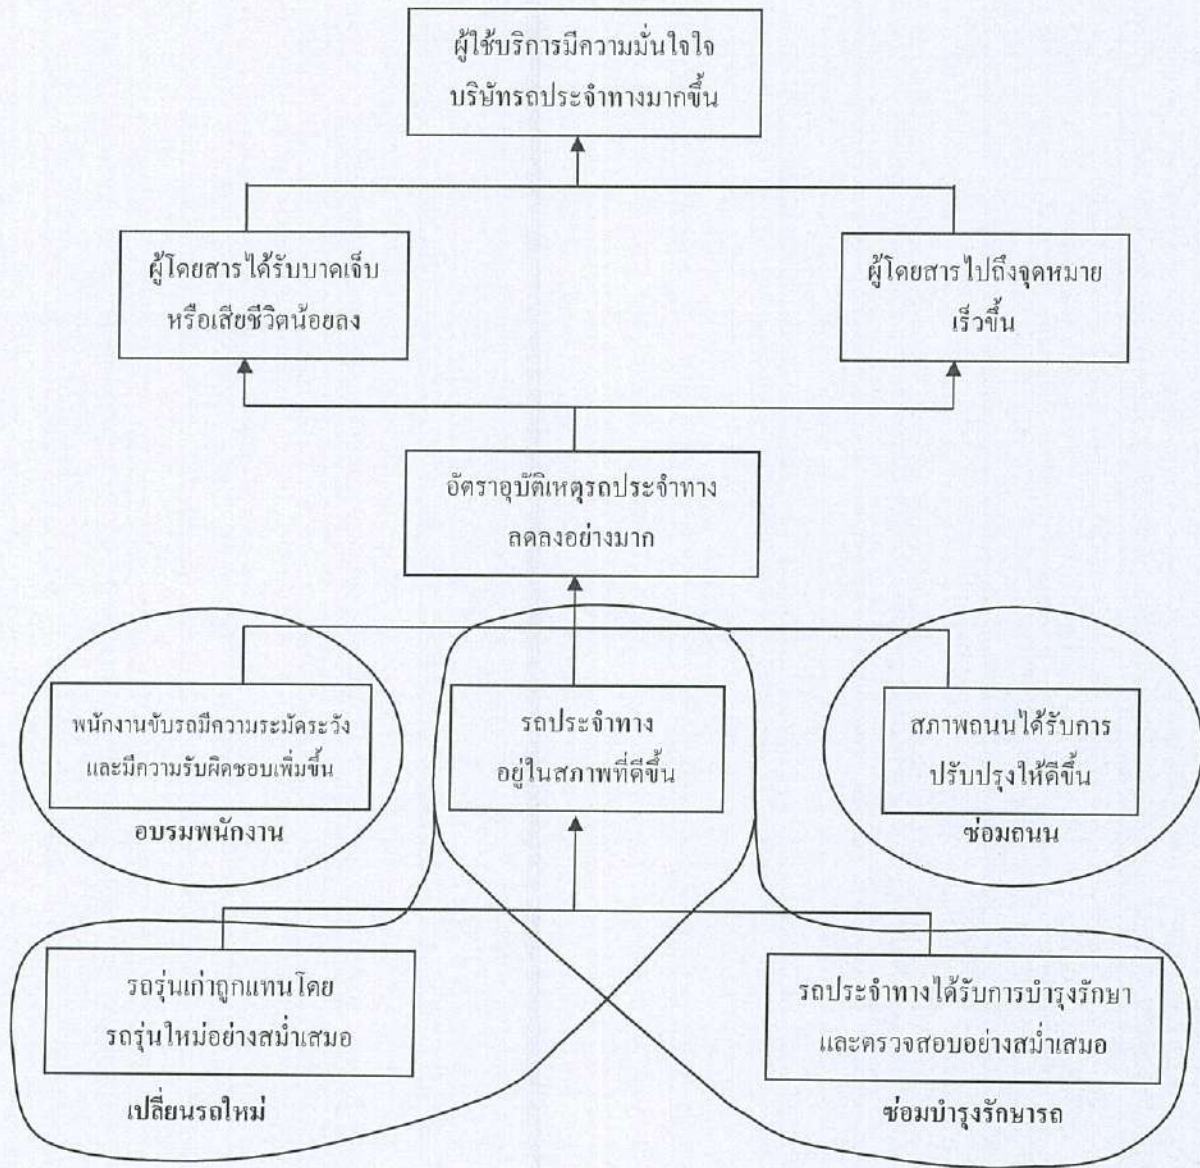 ผู้ใช้บริการมีความมั่นใจใจ
บริษัทรถประจำทางมากขึ้น
ผู้โดยสารได้รับบาดเจ็บ
หรือเสียชีวิตน้อยลง
ผู้โดยสารไปถึงจุดหมาย
เร็วขึ้น
อัตราอุบัติเหตุรถประจำทาง
ลดลงอย่างมาก
พนักงานขับรถมีความระมัดระวัง
และมีความรับผิดชอบเพิ่มขึ้น
อบรมพนักงาน
รถประจำทาง
อยู่ในสภาพที่ดีขึ้น
สภาพถนนได้รับการ
ปรับปรุงให้ดีขึ้น
ซ่อมถนน
รถรุ่นเก่าถูกแทนโดย
รถรุ่นใหม่อย่างสม่ำเสมอ
เปลี่ยนรถใหม่
รถประจำทางได้รับการบำรุงรักษา
และตรวจสอบอย่างสม่ำเสมอ
ซ่อมบำรุงรักษารถ